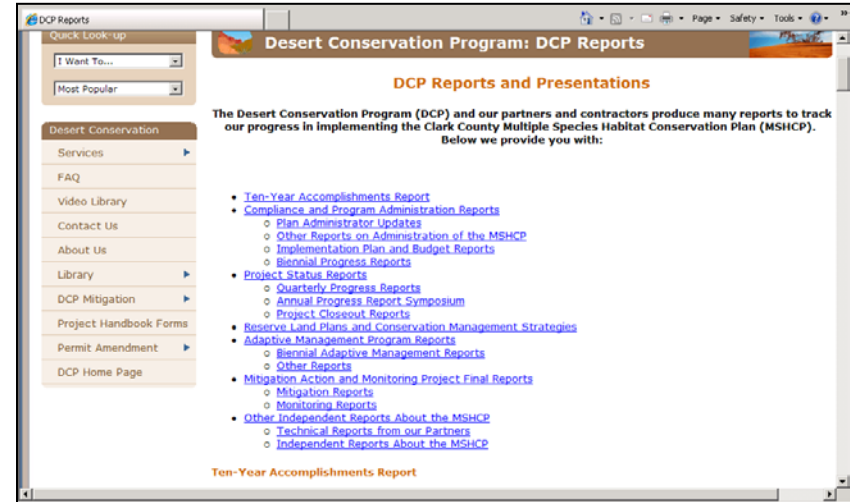 DCP Reports
Page
Safety
Tools
Quick Look-up
I Want To...
Most Popular
Desert Conservation
Services
FAQ
Video Library
Contact Us
About Us
Library
DCP Mitigation
Project Handbook Forms
Permit Amendment
DCP Home Page
Desert Conservation Program: DCP Reports
DCP Reports and Presentations
The Desert Conservation Program (DCP) and our partners and contractors produce many reports to track
our progress in implementing the Clark County Multiple Species Habitat Conservation Plan (MSHCP).
Below we provide you with:
• Ten-Year Accomplishments Report
• Compliance and Program Administration Reports
o Plan Administrator Updates
o Other Reports on Administration of the MSHCP
o Implementation Plan and Budget Reports
o Biennial Progress Reports
• Project Status Reports
o Quarterly Progress Reports
o Annual Progress Report Symposium
o Project Closeout Reports
• Reserve Land Plans and Conservation Management Strategies
• Adaptive Management Program Reports
o Biennial Adaptive Management Reports
o Other Reports
• Mitigation Action and Monitoring Project Final Reports
o Mitigation Reports
o Monitoring Reports
• Other Independent Reports About the MSHCP
o Technical Reports from our Partners
o Independent Reports About the MSHCP
Ten-Year Accomplishments Report